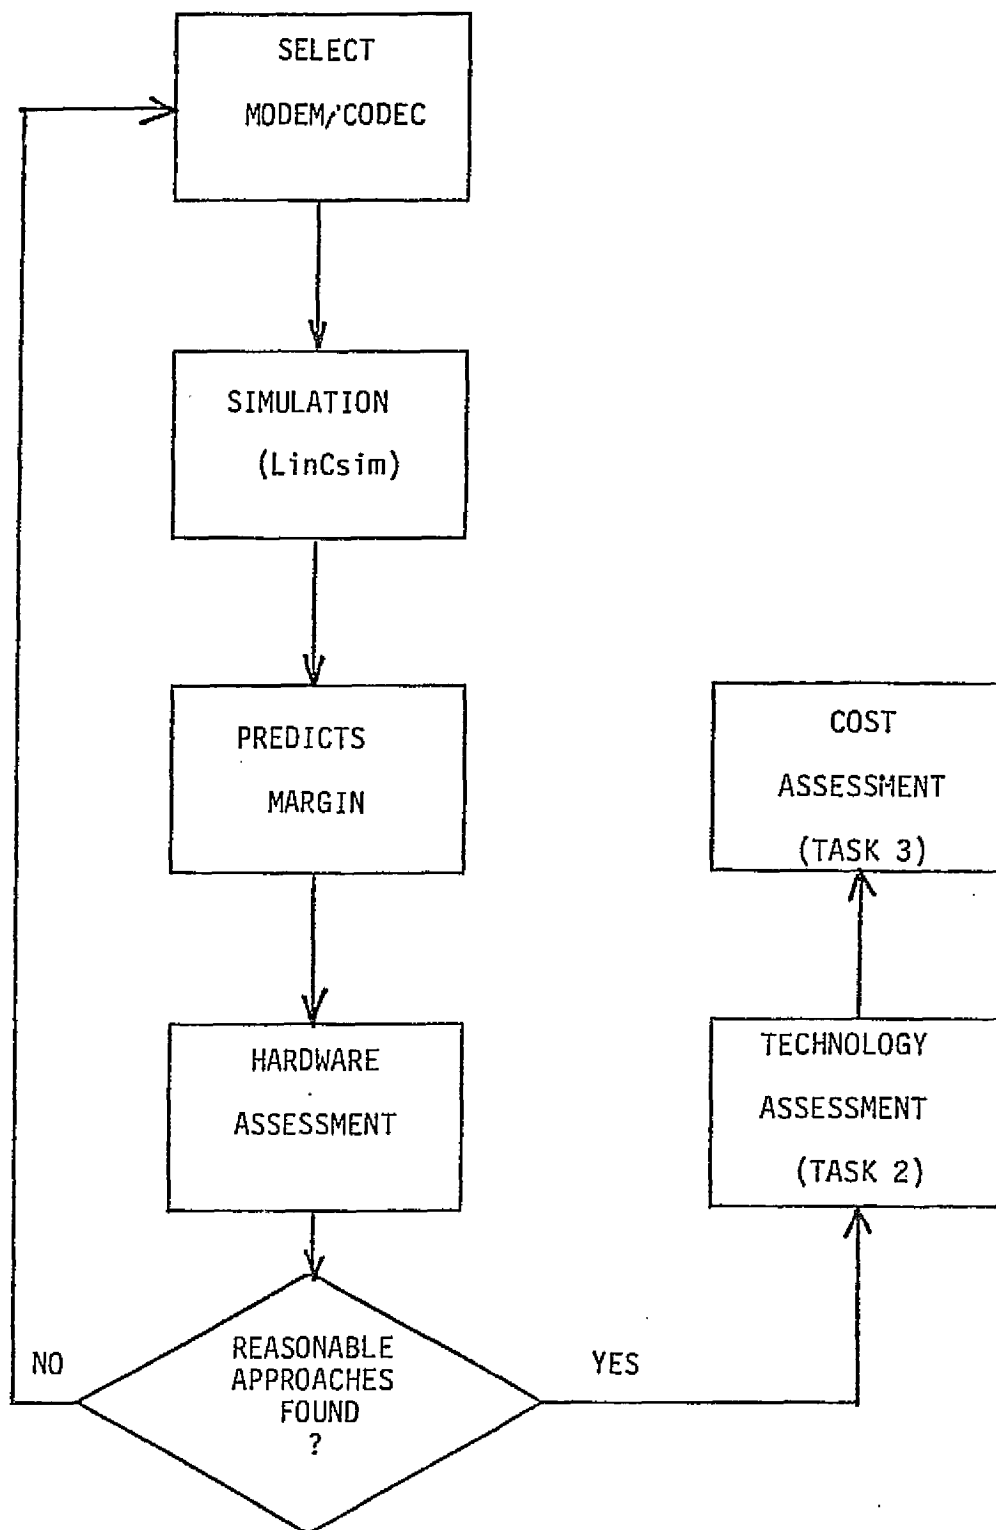 SELECT
MODEM/CODEC
SIMULATION
(LinCsim)
PREDICTS
MARGIN
HARDWARE
ASSESSMENT
REASONABLE
APPROACHES
FOUND
?
NO
YES
TECHNOLOGY
ASSESSMENT
(TASK 2)
COST
ASSESSMENT
(TASK 3)